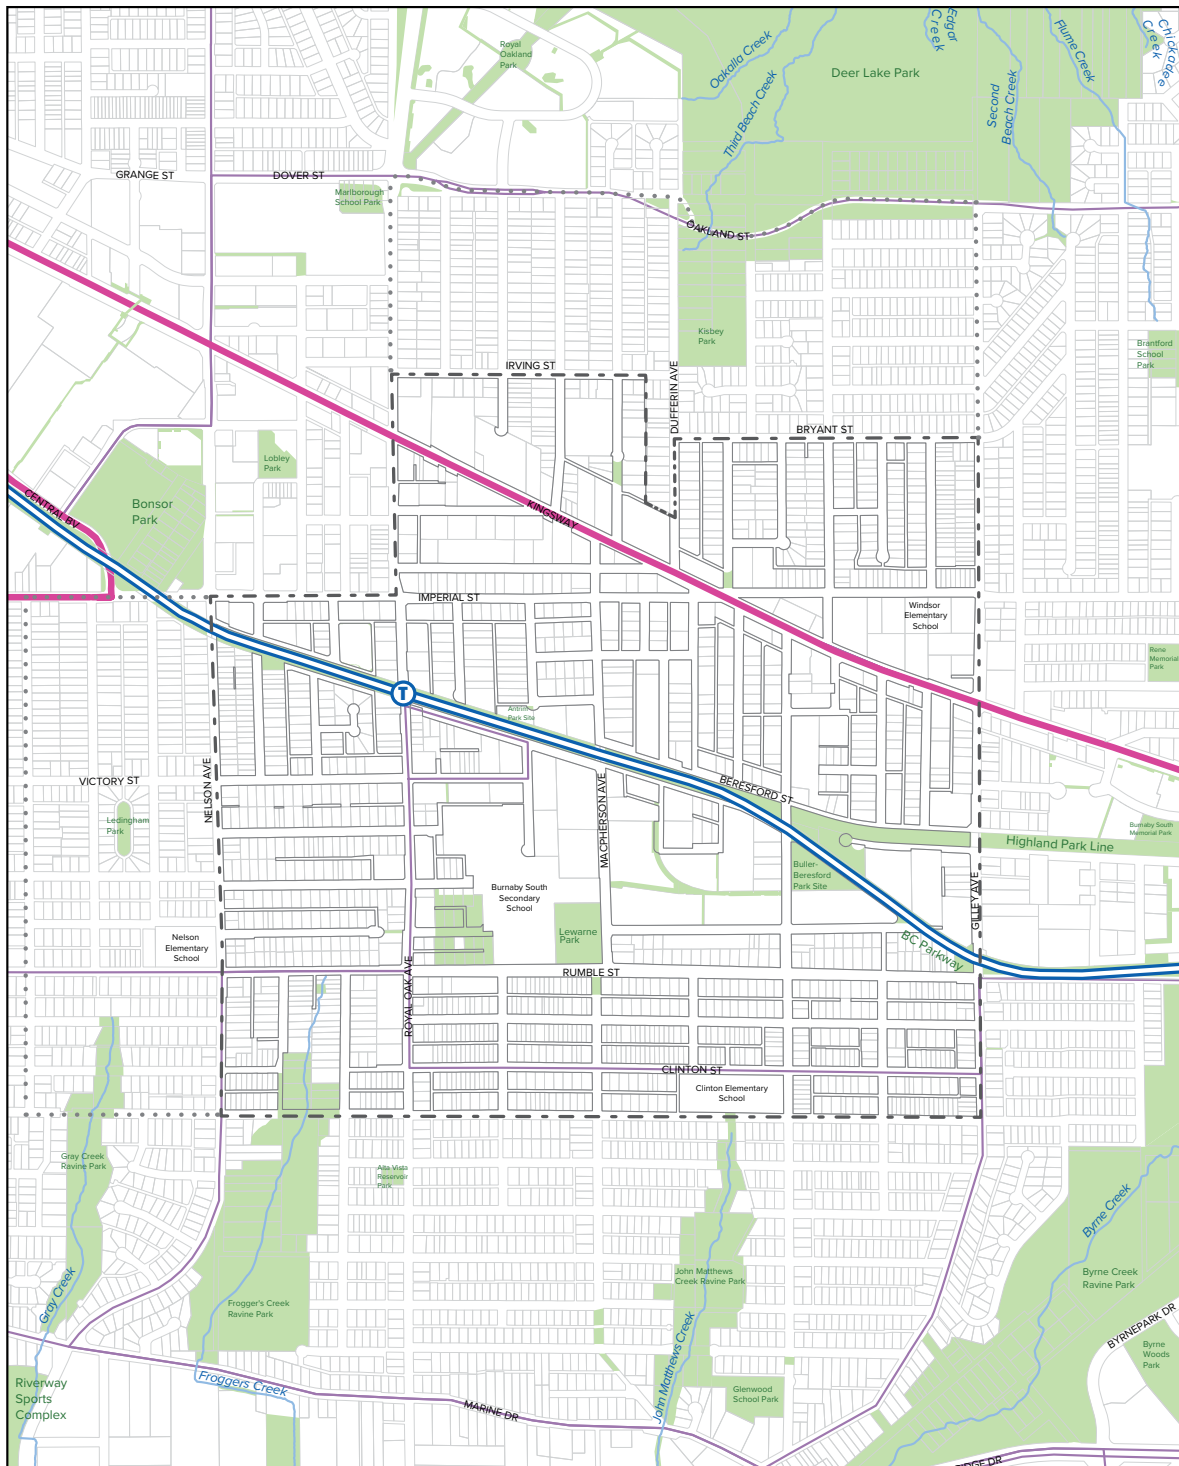 Royal
Oakland
Park
Oakalla Creek
Edgar
Creek
Flume Creek
Chickadee
Creek
Deer Lake Park
Third Beach Creek
Second
Beach Creek
GRANGE ST
DOVER ST
Marlborough
School Park
OAKLAND ST
Kisbey
Park
Brantford
School
Park
IRVING ST
DUFFERIN AVE
BRYANT ST
Lobley
Park
Bonsor
Park
CENTRAL BV
KINGSWAY
IMPERIAL ST
Windsor
Elementary
School
Rene
Memorial
Park
T
Antrim
Park Site
NELSON AVE
VICTORY ST
MACPHERSON AVE
BERESFORD ST
Ledingham
Park
Burnaby South
Memorial Park
Highland Park Line
Buller-
Beresford
Park Site
GILLEY AVE
Burnaby South
Secondary
School
Lewarne
Park
Nelson
Elementary
School
BC Parkway
ROYAL OAK AVE
RUMBLE ST
CLINTON ST
Clinton Elementary
School
Gray Creek
Ravine Park
Alta Vista
Reservoir
Park
Byrne Creek
John Matthews
Creek Ravine Park
Byrne Creek
Ravine Park
Gray Creek
Frogger's Creek
Ravine Park
BYRNEPARK DR
Byrne
Woods
Park
Riverway
Sports
Complex
Froggers Creek
John Matthews Creek
Glenwood
School Park
MARINE DR
DGE DR